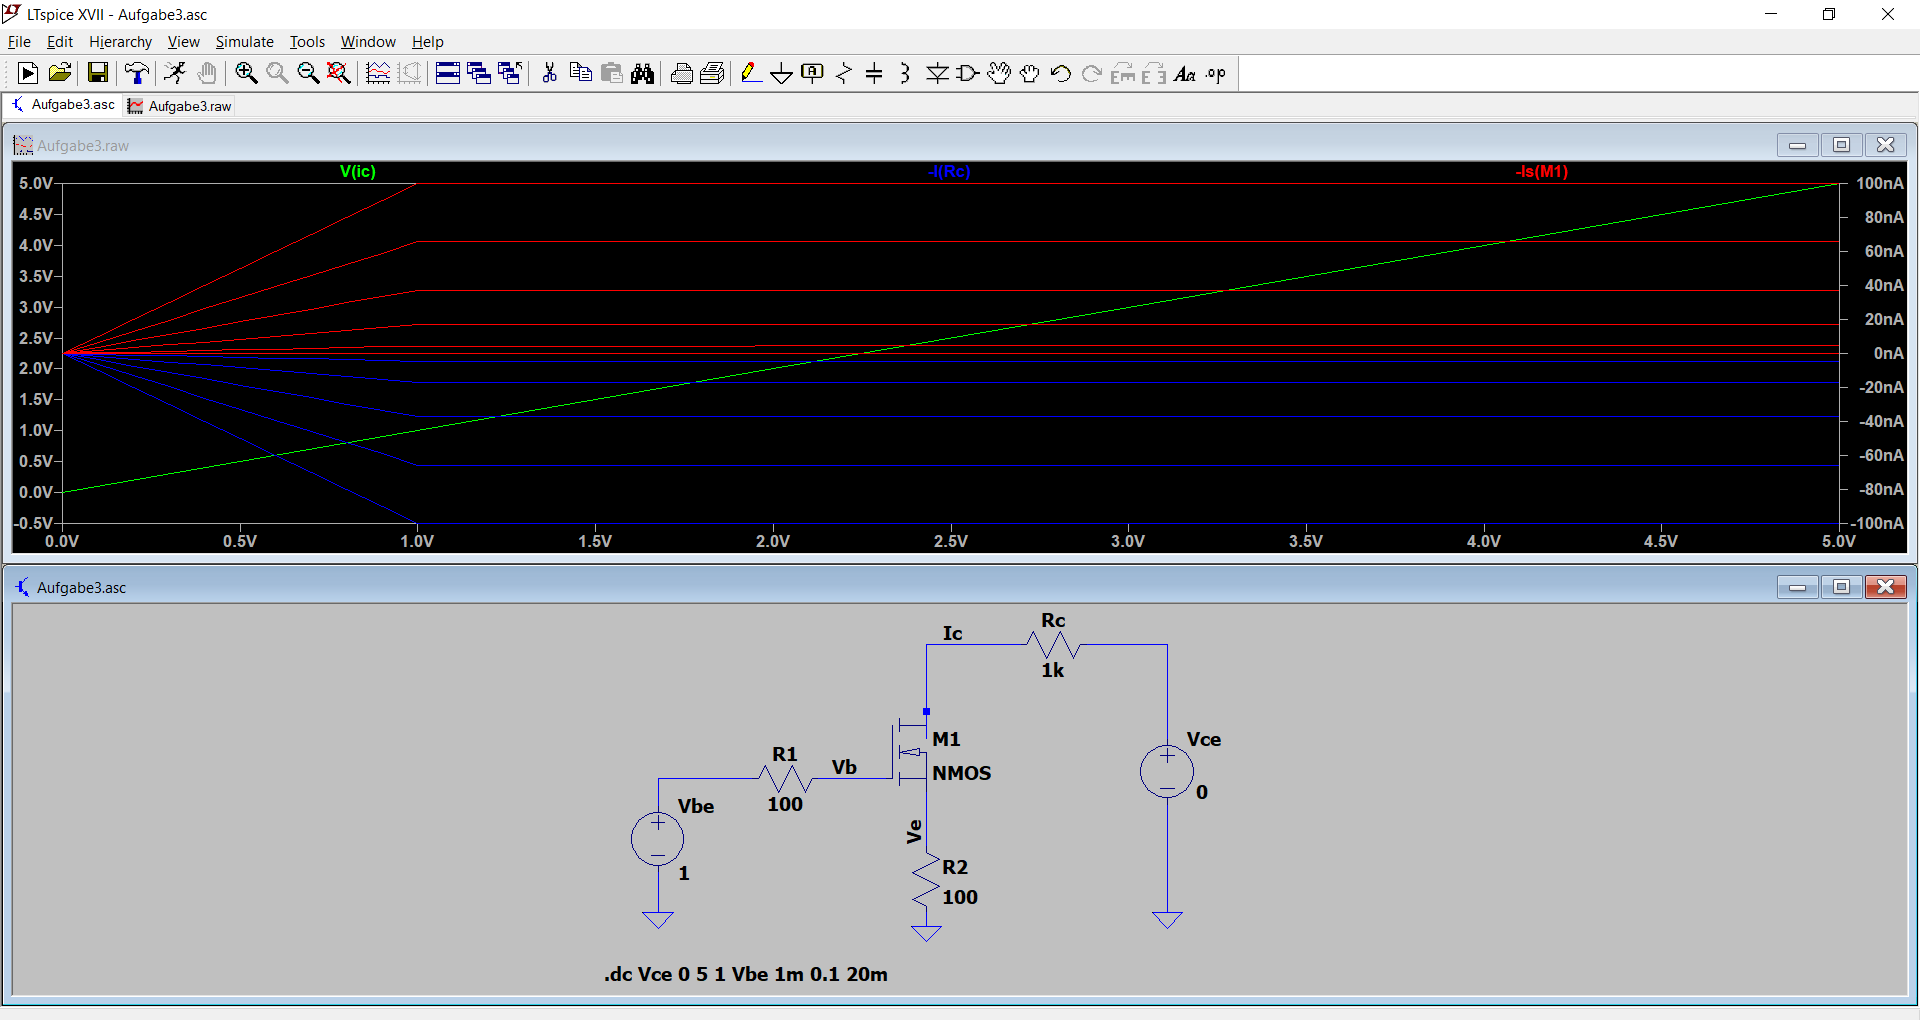 LTspice XVII - Aufgabe3.asc
File Edit Hierarchy View Simulate Tools Window Help
Aufgabe3.asc Aufgabe3.raw
Aufgabe3.raw
V(ic) -I(Rc) -Is(M1)
5.0V 100nA
4.5V 80nA
4.0V 60nA
3.5V 40nA
3.0V 20nA
2.5V 0nA
2.0V -20nA
1.5V -40nA
1.0V -60nA
0.5V -80nA
0.0V -100nA
-0.5V
0.0V 0.5V 1.0V 1.5V 2.0V 2.5V 3.0V 3.5V 4.0V 4.5V 5.0V
Aufgabe3.asc
Rc
Ic
1k
M1
Vce
R1
Vb
NMOS
0
Vbe
100
Ve
1
R2
100
.dc Vce 0 5 1 Vbe 1m 0.1 20m